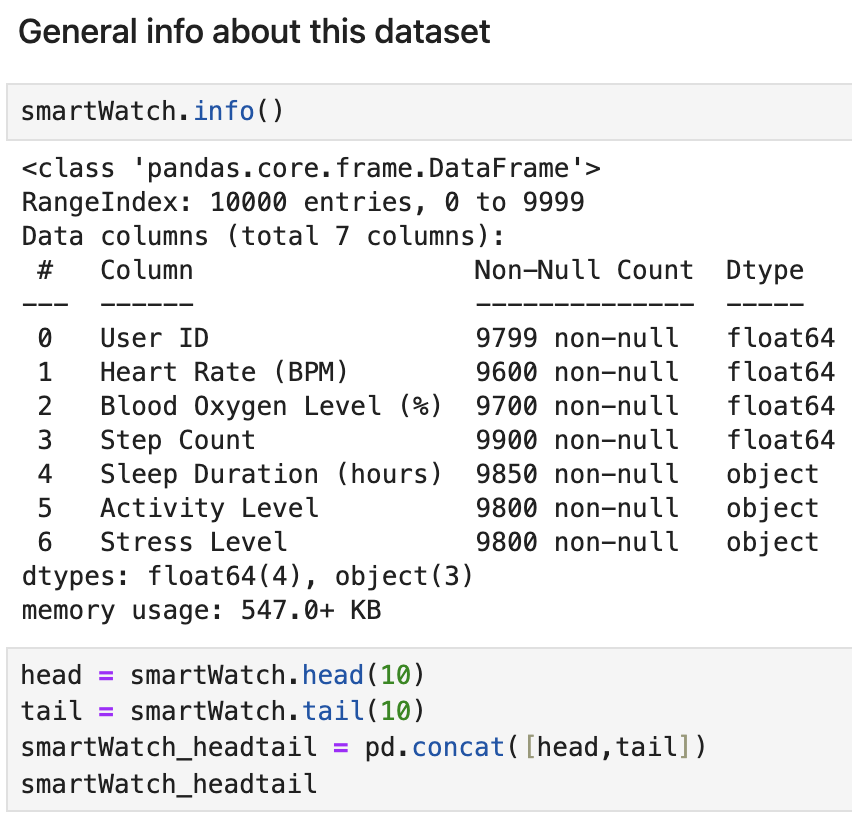 General info about this dataset
smartWatch.info()
<class 'pandas.core.frame.DataFrame'>
RangeIndex: 10000 entries, 0 to 9999
Data columns (total 7 columns):
 #   Column                  Non-Null Count  Dtype
---  ------                  --------------  -----
 0   User ID                 9799 non-null   float64
 1   Heart Rate (BPM)        9600 non-null   float64
 2   Blood Oxygen Level (%)  9700 non-null   float64
 3   Step Count              9900 non-null   float64
 4   Sleep Duration (hours)  9850 non-null   object
 5   Activity Level          9800 non-null   object
 6   Stress Level            9800 non-null   object
dtypes: float64(4), object(3)
memory usage: 547.0+ KB
head = smartWatch.head(10)
tail = smartWatch.tail(10)
smartWatch_headtail = pd.concat([head,tail])
smartWatch_headtail